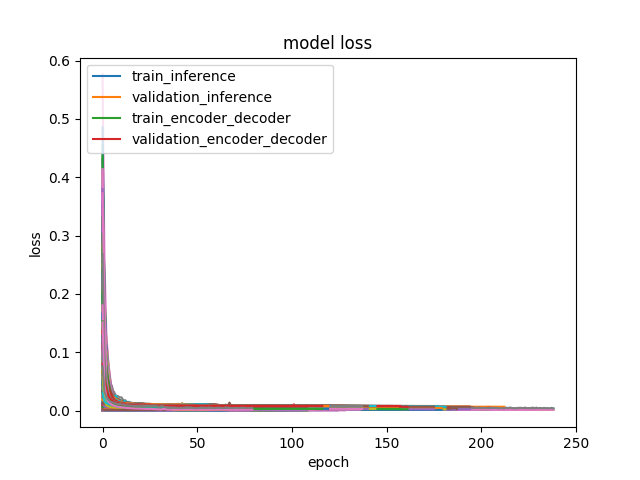 model loss
train_inference
validation_inference
train_encoder_decoder
validation_encoder_decoder
0.6
0.5
0.4
0.3
0.2
0.1
0.0
loss
0 50 100 150 200 250
epoch